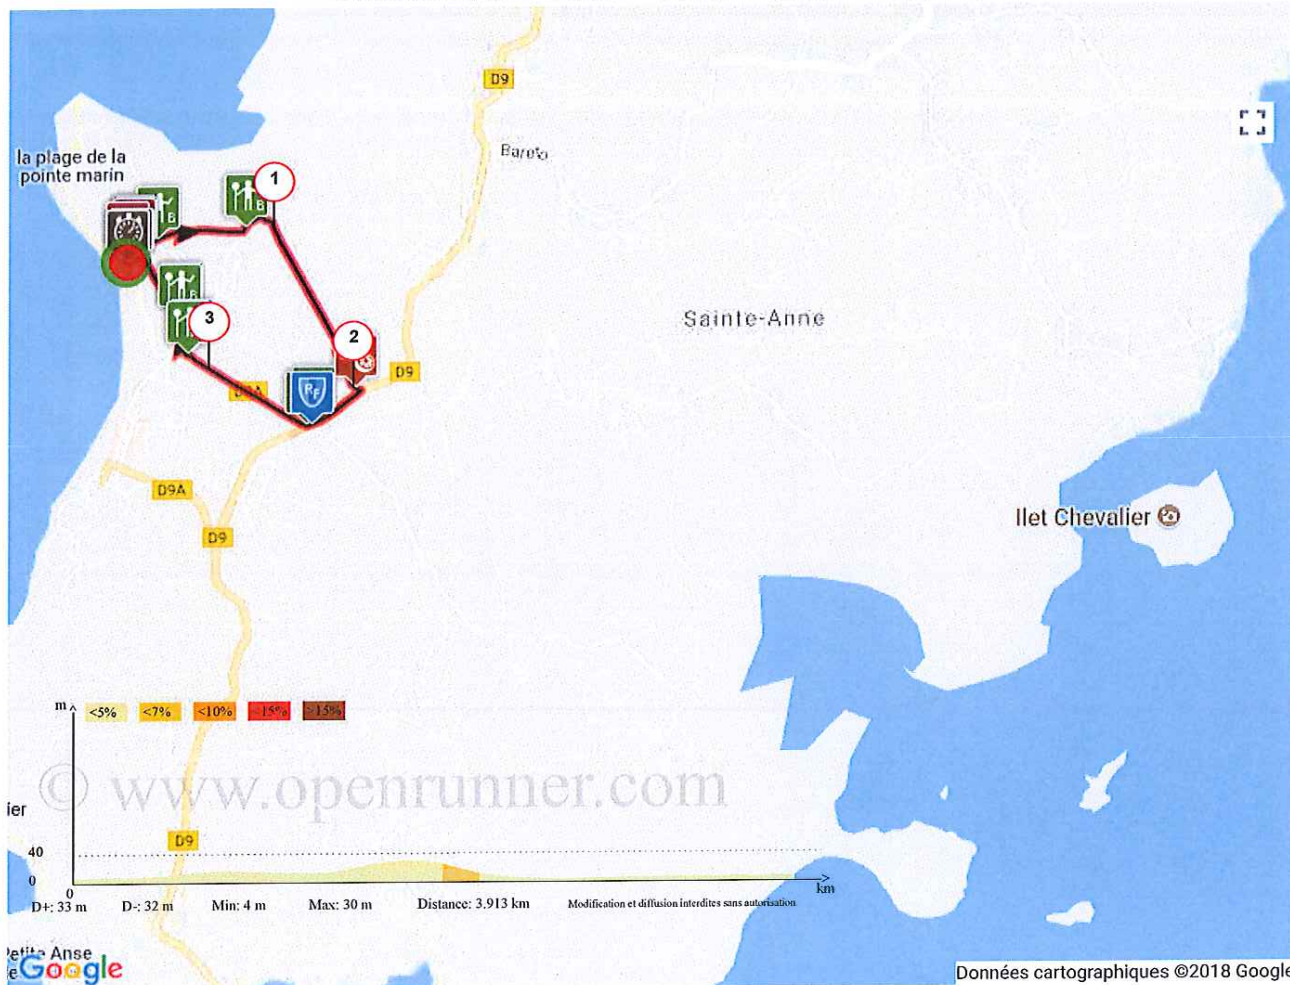 D9
Bareto
la plage de la
pointe marin
1
B
B
B
3
2
Sainte-Anne
D9
RF
D9A
D9
Ilet Chevalier
m
<5%
<7%
<10%
<15%
>15%
© www.openrunner.com
ier
D9
40
0
0
km
D+: 33 m
D-: 32 m
Min: 4 m
Max: 30 m
Distance: 3.913 km
Modification et diffusion interdites sans autorisation
Petite Anse
Google
Données cartographiques ©2018 Google